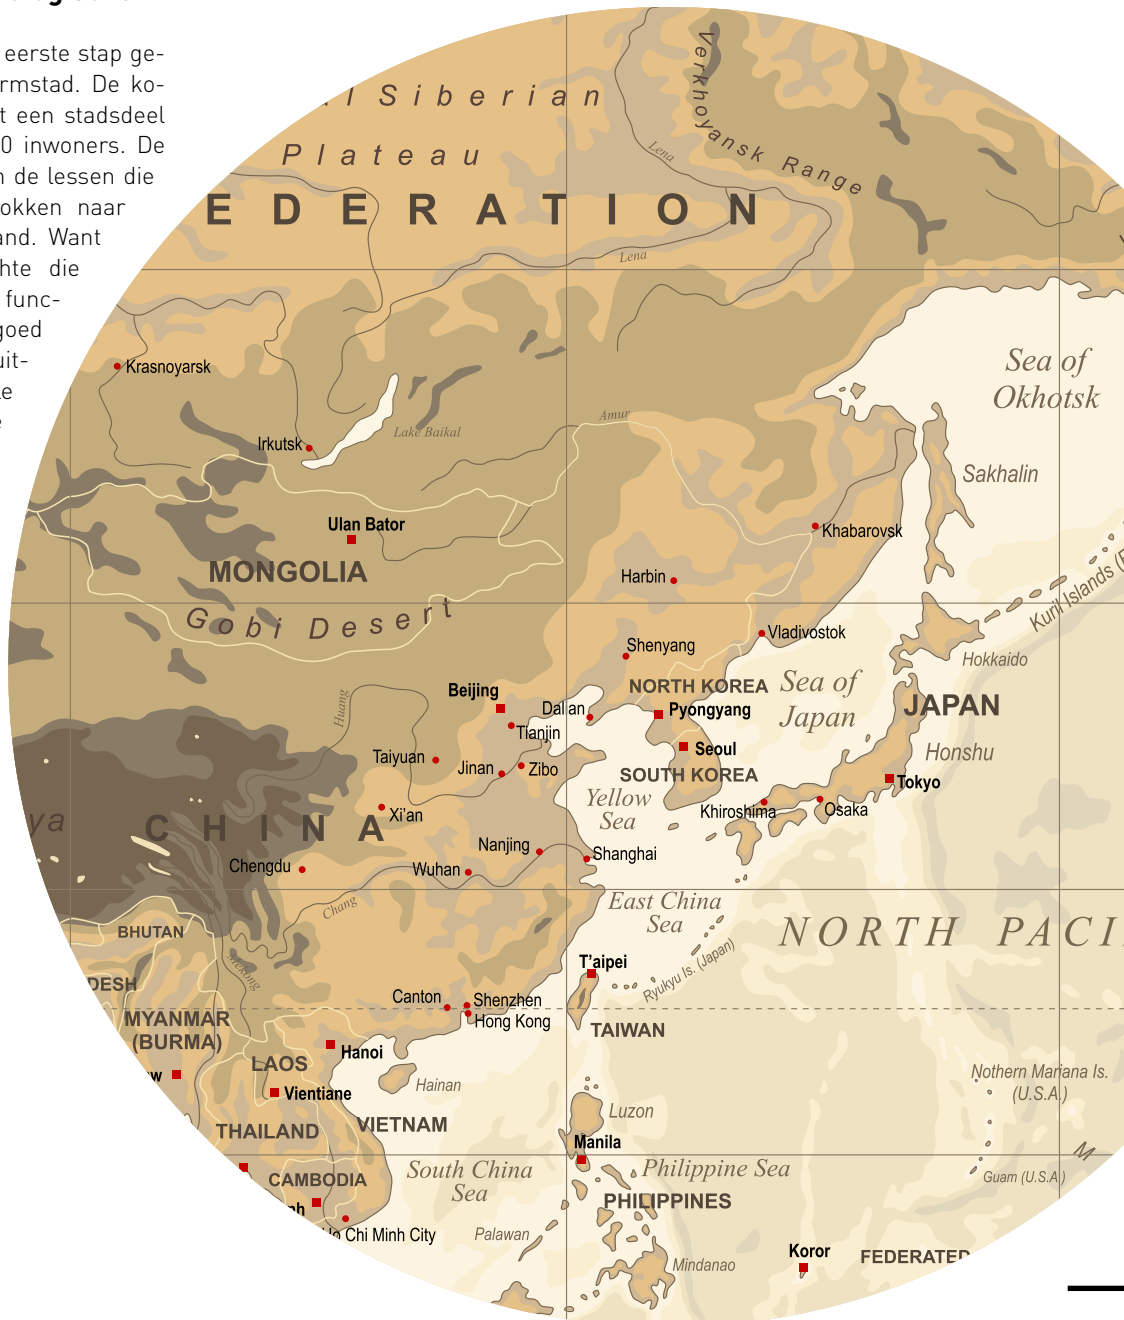 eerste stap ge-
rmstad. De ko-
t een stadsdeel
0 inwoners. De
n de lessen die
okken naar
and. Want
hte die
func-
goed
uit-
Siberian
Plateau
Verkhoyansk Range
Lena
EDERATION
Lena
Krasnoyarsk
Sea of
Okhotsk
Amur
Lake Baikal
Irkutsk
Sakhalin
Ulan Bator
Khabarovsk
MONGOLIA
Harbin
Kuril Islands
Gobi Desert
Vladivostok
Shenyang
Hokkaido
NORTH KOREA
Sea of
Japan
Beijing
Huang
Dalian
Pyongyang
JAPAN
Tianjin
Seoul
Honshu
Taiyuan
Jinan
Zibo
SOUTH KOREA
Tokyo
Yellow
Sea
Khiroshima
Osaka
Xi'an
ya
CHINA
Nanjing
Shanghai
Chengdu
Wuhan
Chang
East China
Sea
NORTH PACI
BHUTAN
Mekong
T'aipei
Ryukyu Is. (Japan)
DESH
Canton
Shenzhen
Hong Kong
MYANMAR
(BURMA)
TAIWAN
Hanoi
LAOS
Hainan
Nothern Mariana Is.
(U.S.A.)
Vientiane
Luzon
THAILAND
VIETNAM
Manila
M
South China
Sea
Philippine Sea
Guam (U.S.A.)
CAMBODIA
PHILIPPINES
nh
Ho Chi Minh City
Palawan
Koror
FEDERATED
Mindanao